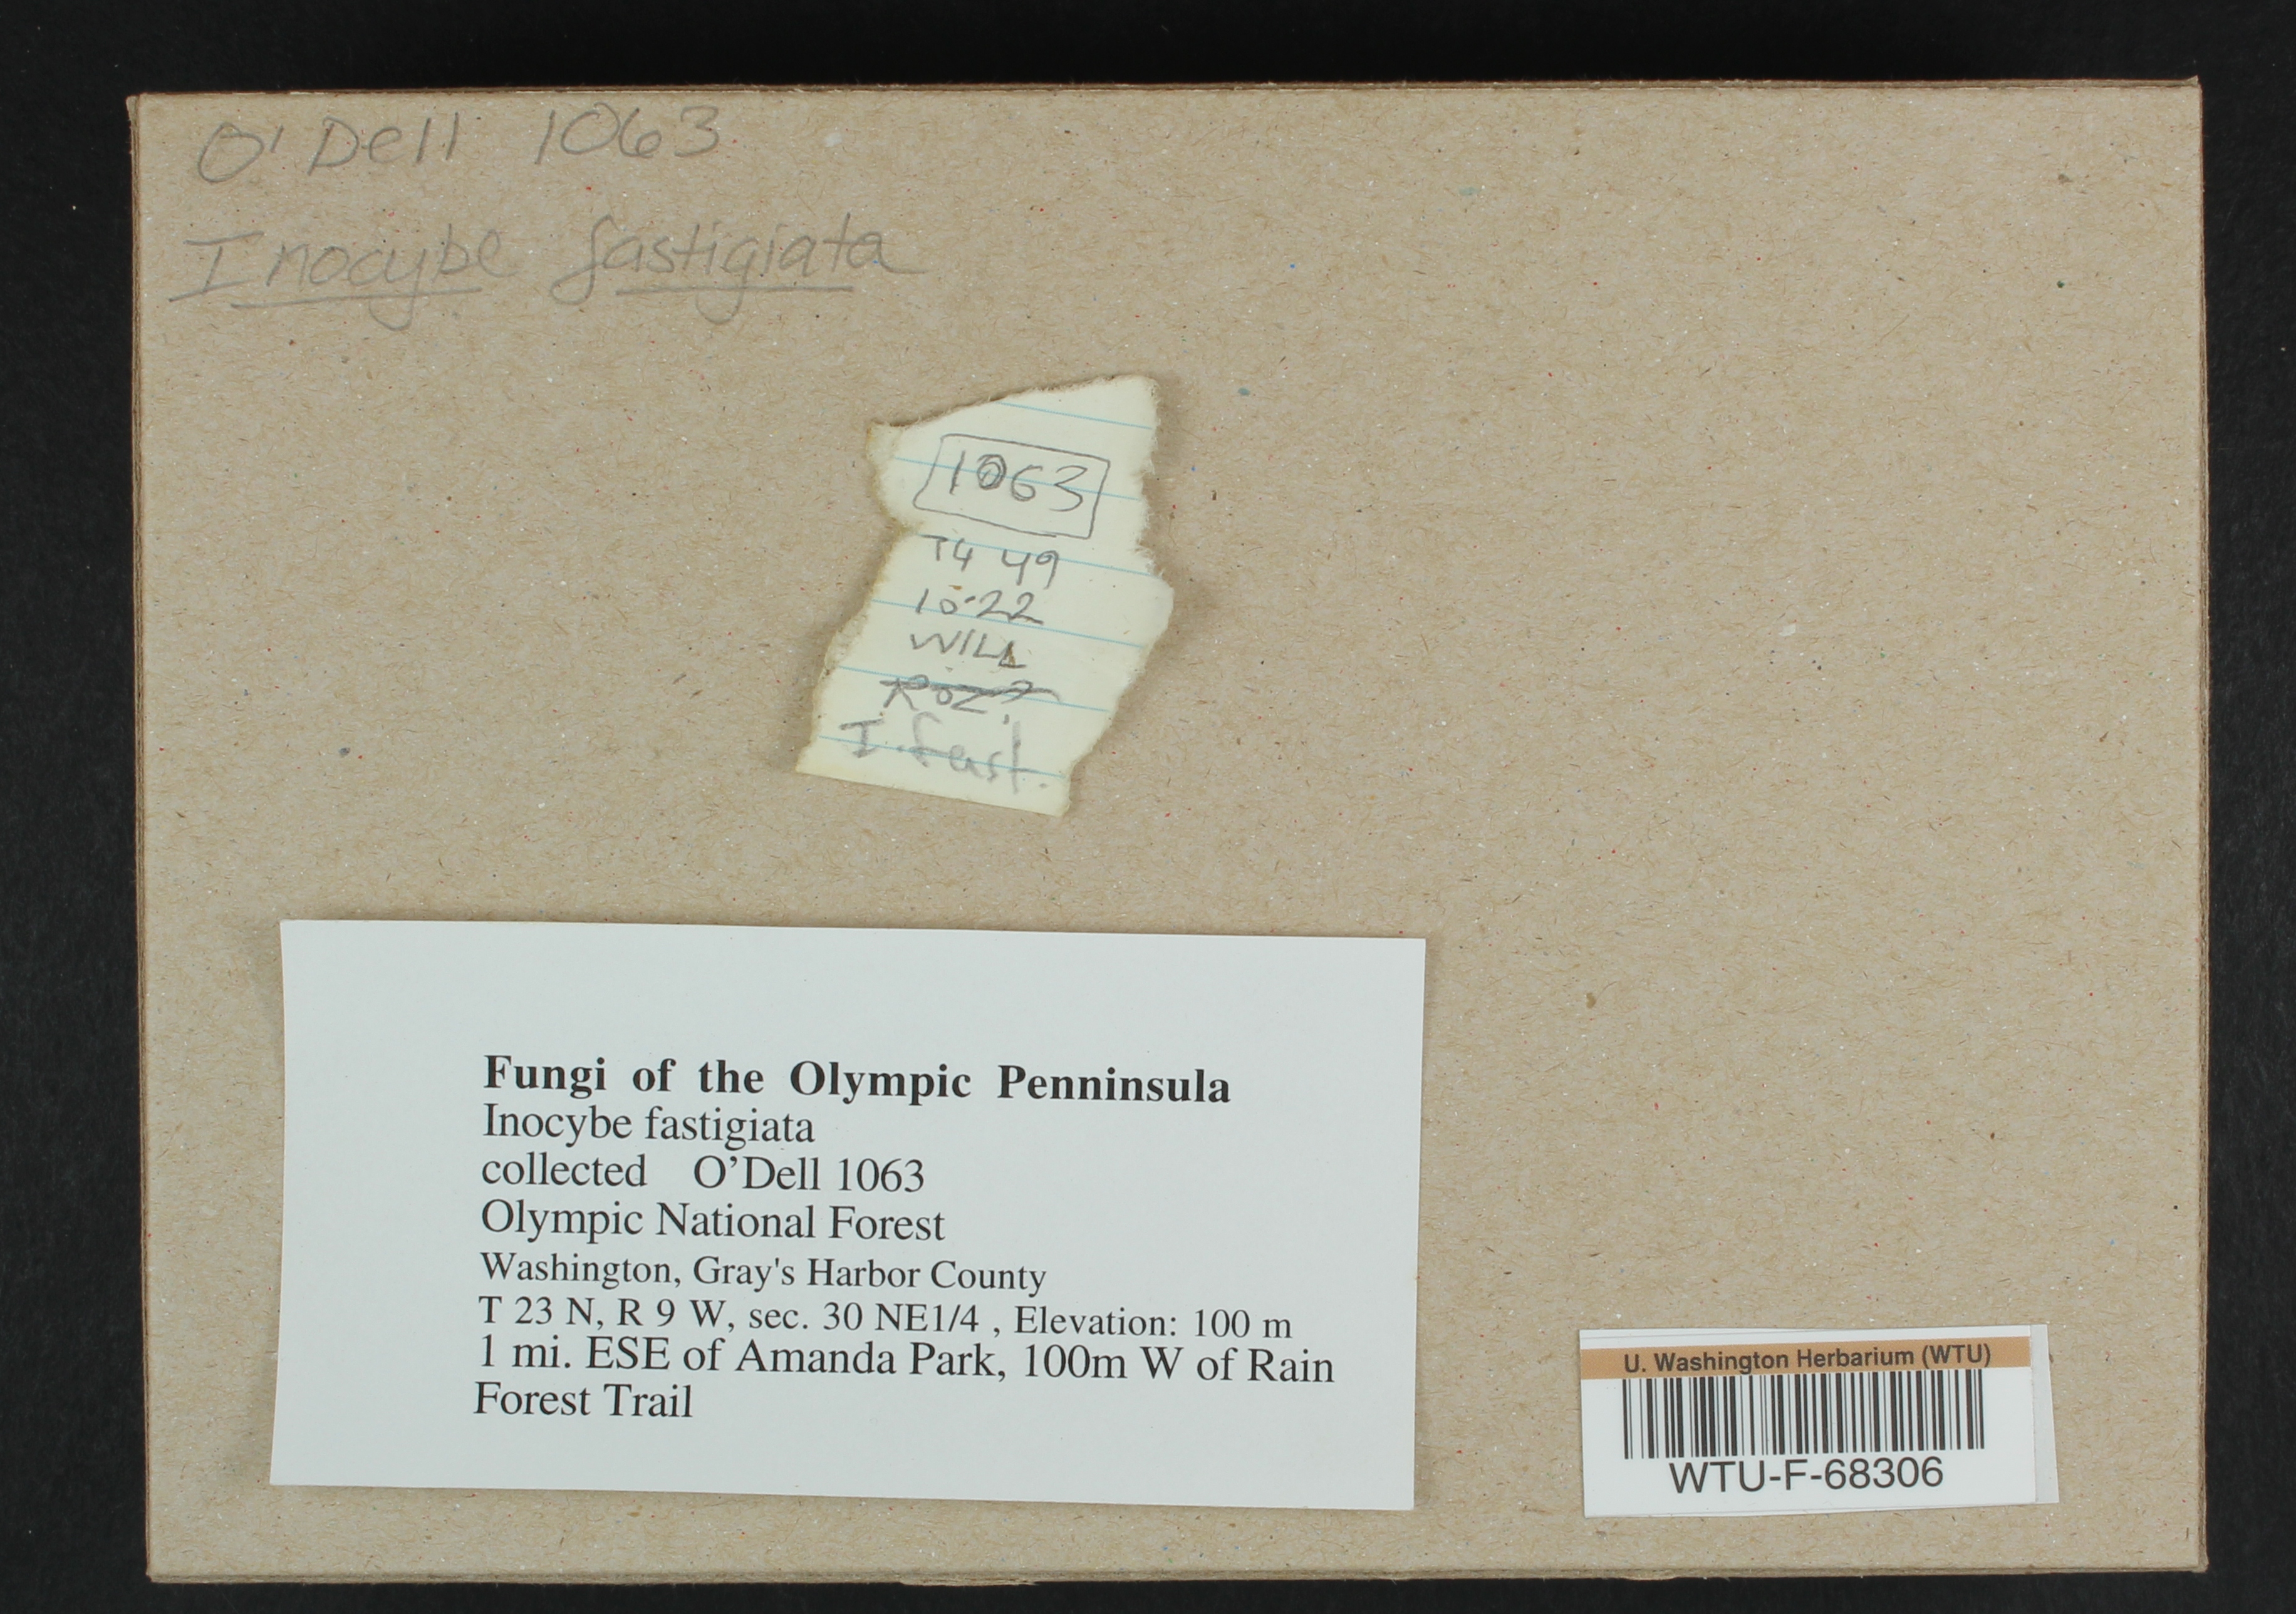 O'Dell 1063
Inocybe fastigiata
1063
T4 49
10-22
WILL
ROZ?
I. fast.
Fungi of the Olympic Penninsula
Inocybe fastigiata
collected O'Dell 1063
Olympic National Forest
Washington, Gray's Harbor County
T 23 N, R 9 W, sec. 30 NE1/4 , Elevation: 100 m
1 mi. ESE of Amanda Park, 100m W of Rain
Forest Trail
U. Washington Herbarium (WTU)
WTU-F-68306